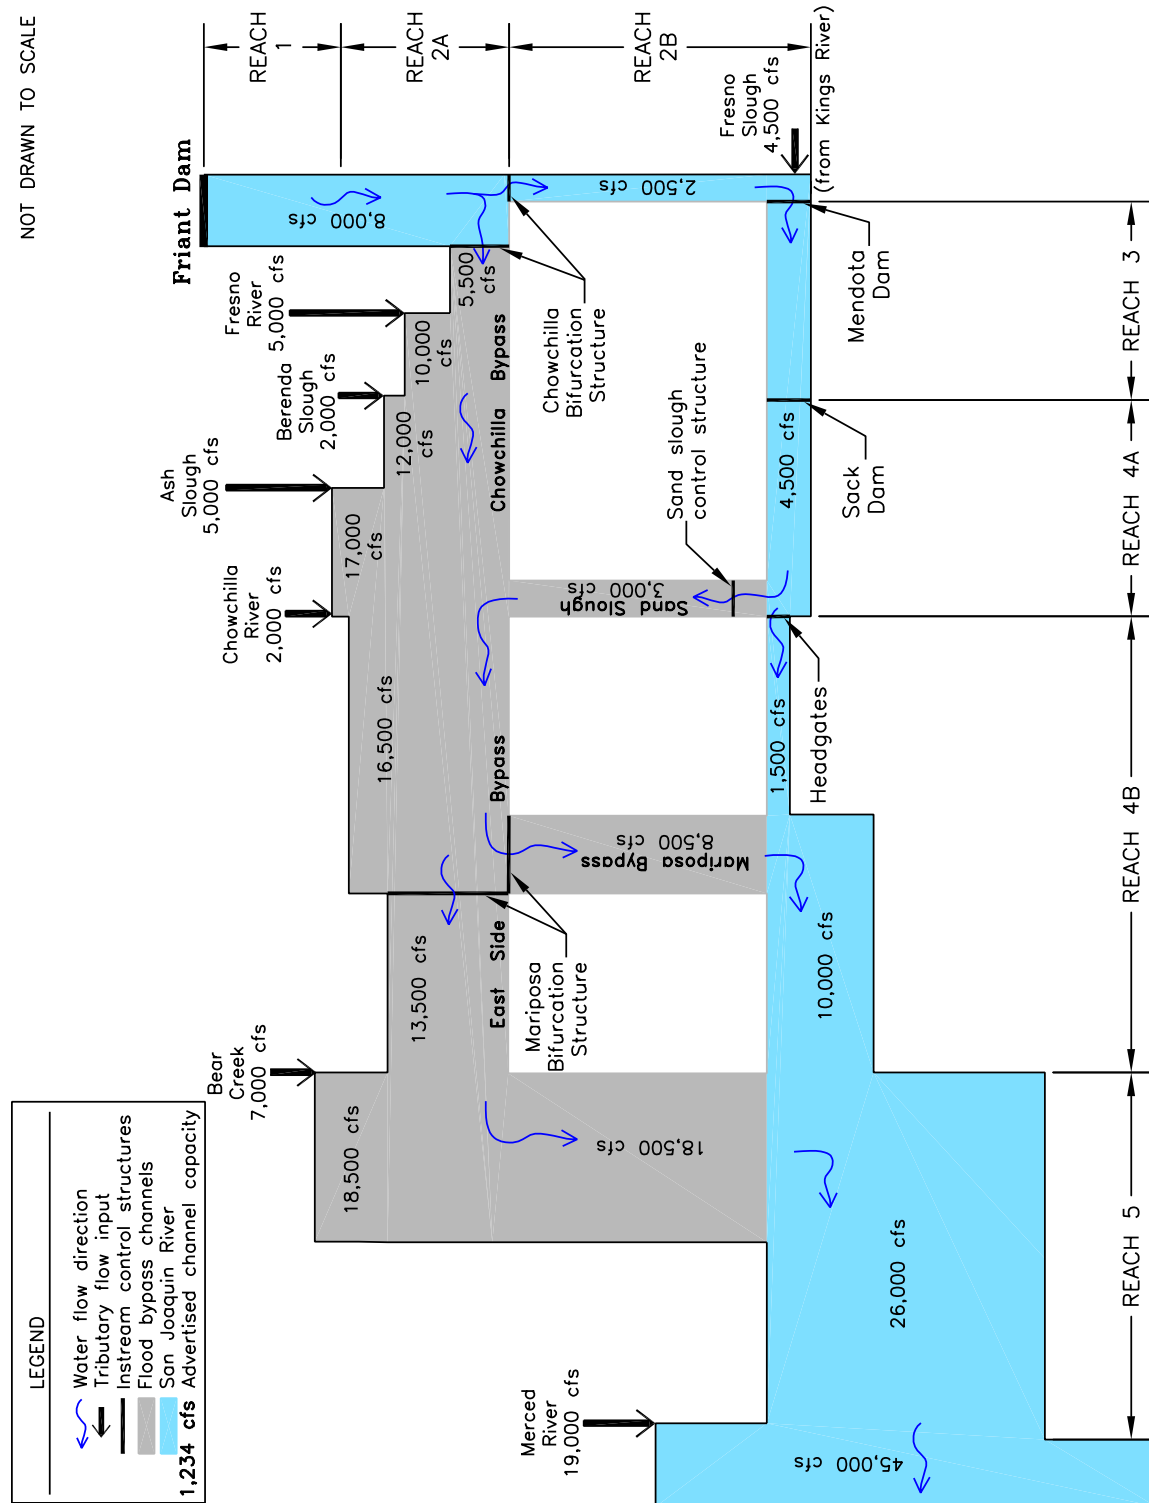 NOT DRAWN TO SCALE
REACH
1
REACH
2A
REACH
2B
Friant Dam
8,000
cfs
2,500 cfs
Fresno
Slough
4,500 cfs
(from Kings River)
Fresno
River
5,000 cfs
Berenda
Slough
2,000 cfs
Ash
Slough
5,000 cfs
Chowchilla
River
2,000 cfs
5,500
cfs
10,000
cfs
12,000
cfs
17,000
cfs
16,500 cfs
Chowchilla Bypass
Chowchilla
Bifurcation
Structure
Sand slough
control structure
3,000 cfs
Sand Slough
4,500 cfs
Mendota
Dam
Sack
Dam
REACH 3
REACH 4A
REACH 4B
REACH 5
1,500 cfs
Headgates
8,500 cfs
Mariposa Bypass
East Side Bypass
Mariposa
Bifurcation
Structure
13,500 cfs
10,000 cfs
Bear
Creek
7,000 cfs
18,500 cfs
18,500 cfs
26,000 cfs
Merced
River
19,000 cfs
45,000 cfs
LEGEND
Water flow direction
Tributary flow input
Instream control structures
Flood bypass channels
San Joaquin River
1,234 cfs Advertised channel capacity